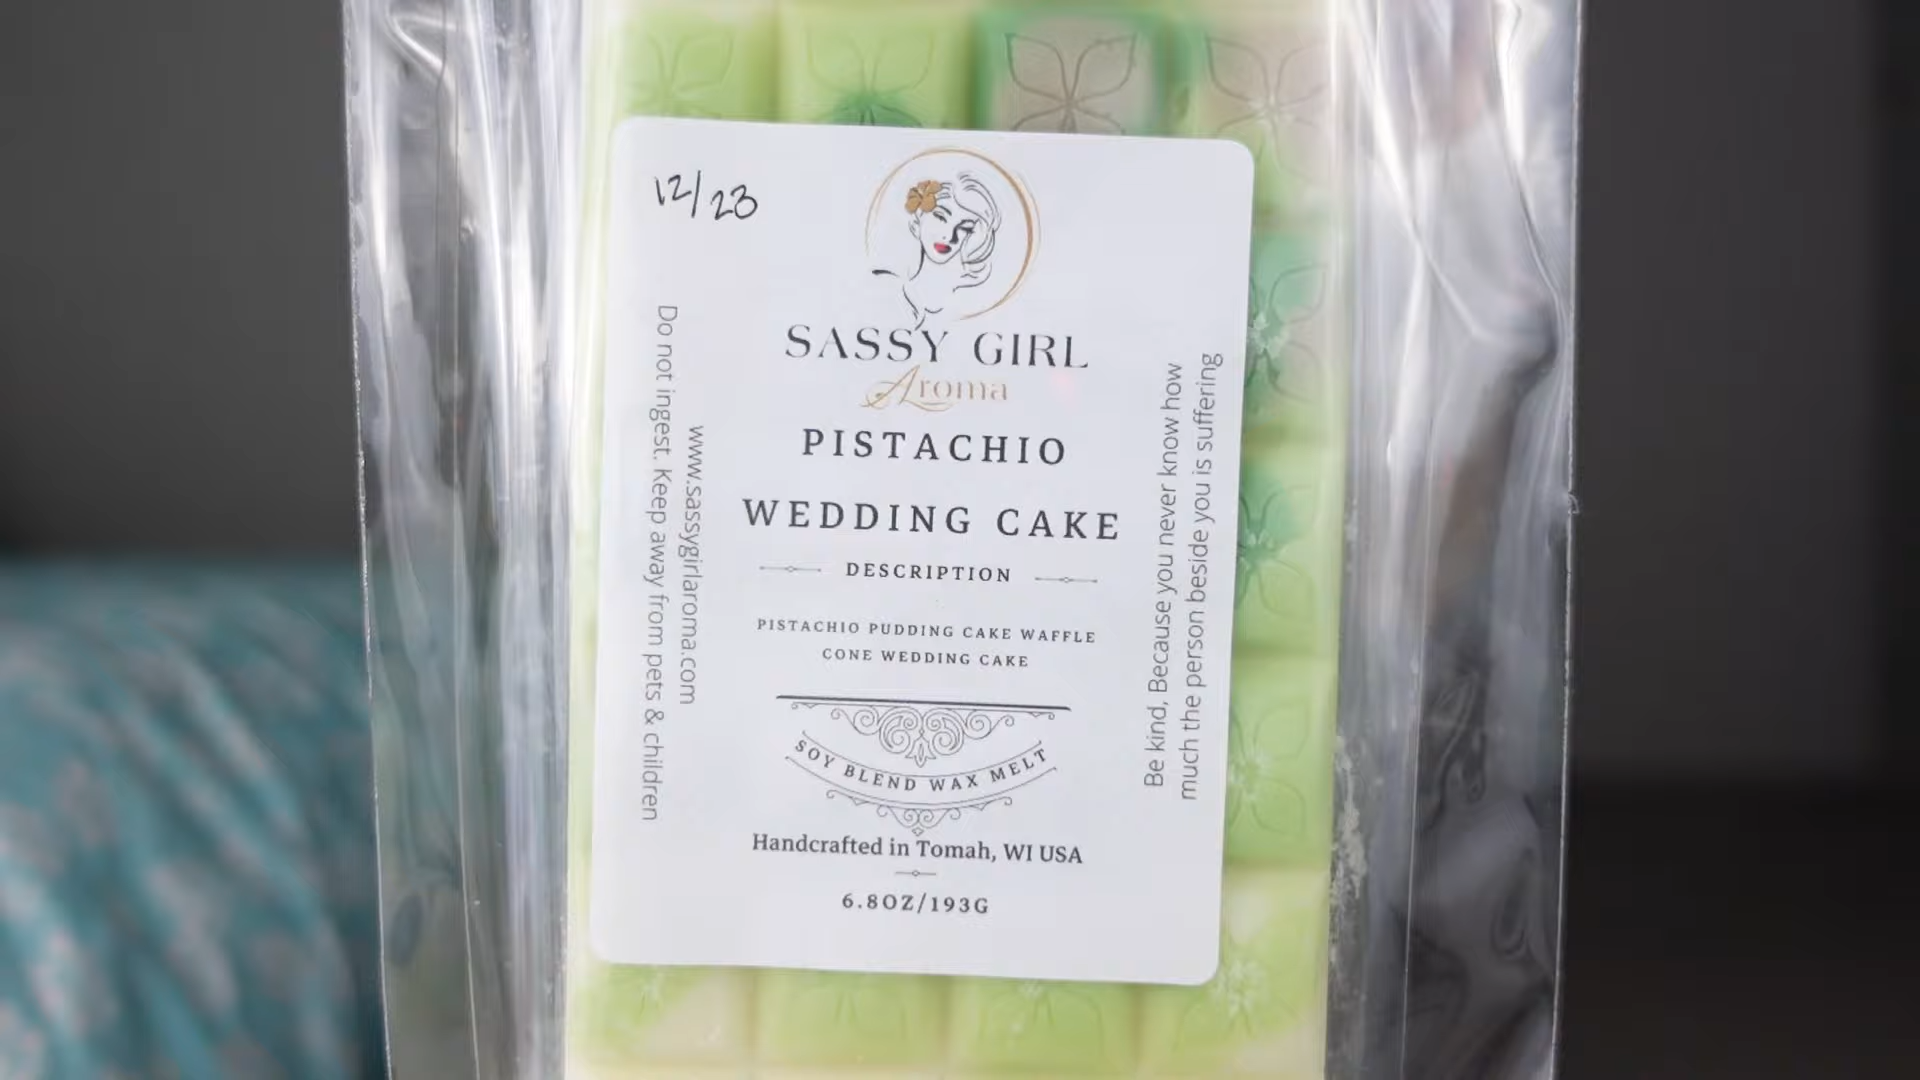 12/23
SASSY GIRL
Aroma
PISTACHIO
WEDDING CAKE
DESCRIPTION
PISTACHIO PUDDING CAKE WAFFLE
CONE WEDDING CAKE
SOY BLEND WAX MELT
Handcrafted in Tomah, WI USA
6.8OZ/193G
www.sassygirlaroma.com
Do not ingest. Keep away from pets & children
Be kind, Because you never know how
much the person beside you is suffering